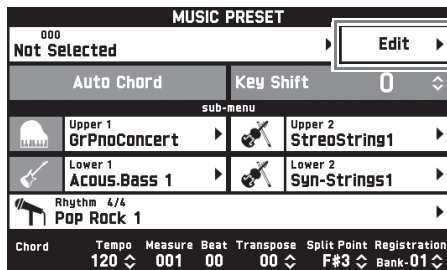 MUSIC PRESET
000
Not Selected
Edit
Auto Chord
Key Shift 0
sub-menu
Upper 1
GrPnoConcert
Upper 2
StreoString1
Lower 1
Acous.Bass 1
Lower 2
Syn-Strings1
Rhythm 4/4
Pop Rock 1
Chord Tempo Measure Beat Transpose Split Point Registration
120 001 00 00 F#3 Bank-01